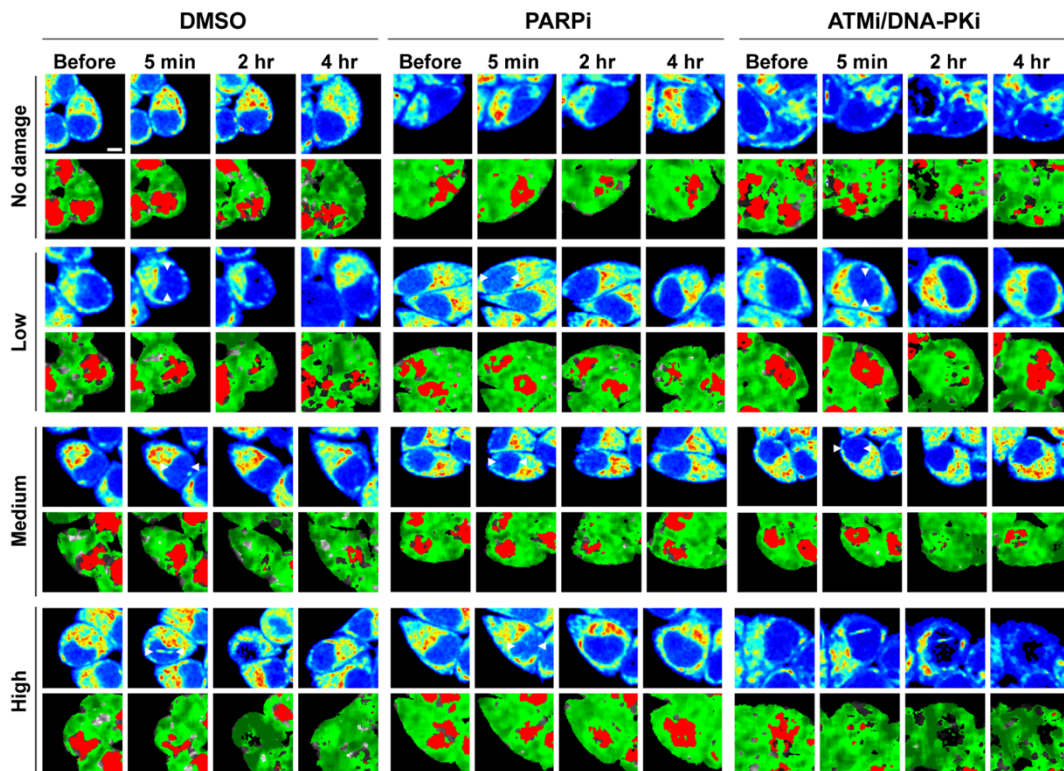 DMSO PARPi ATMi/DNA-PKi
Before 5 min 2 hr 4 hr Before 5 min 2 hr 4 hr Before 5 min 2 hr 4 hr
No damage
Low
Medium
High